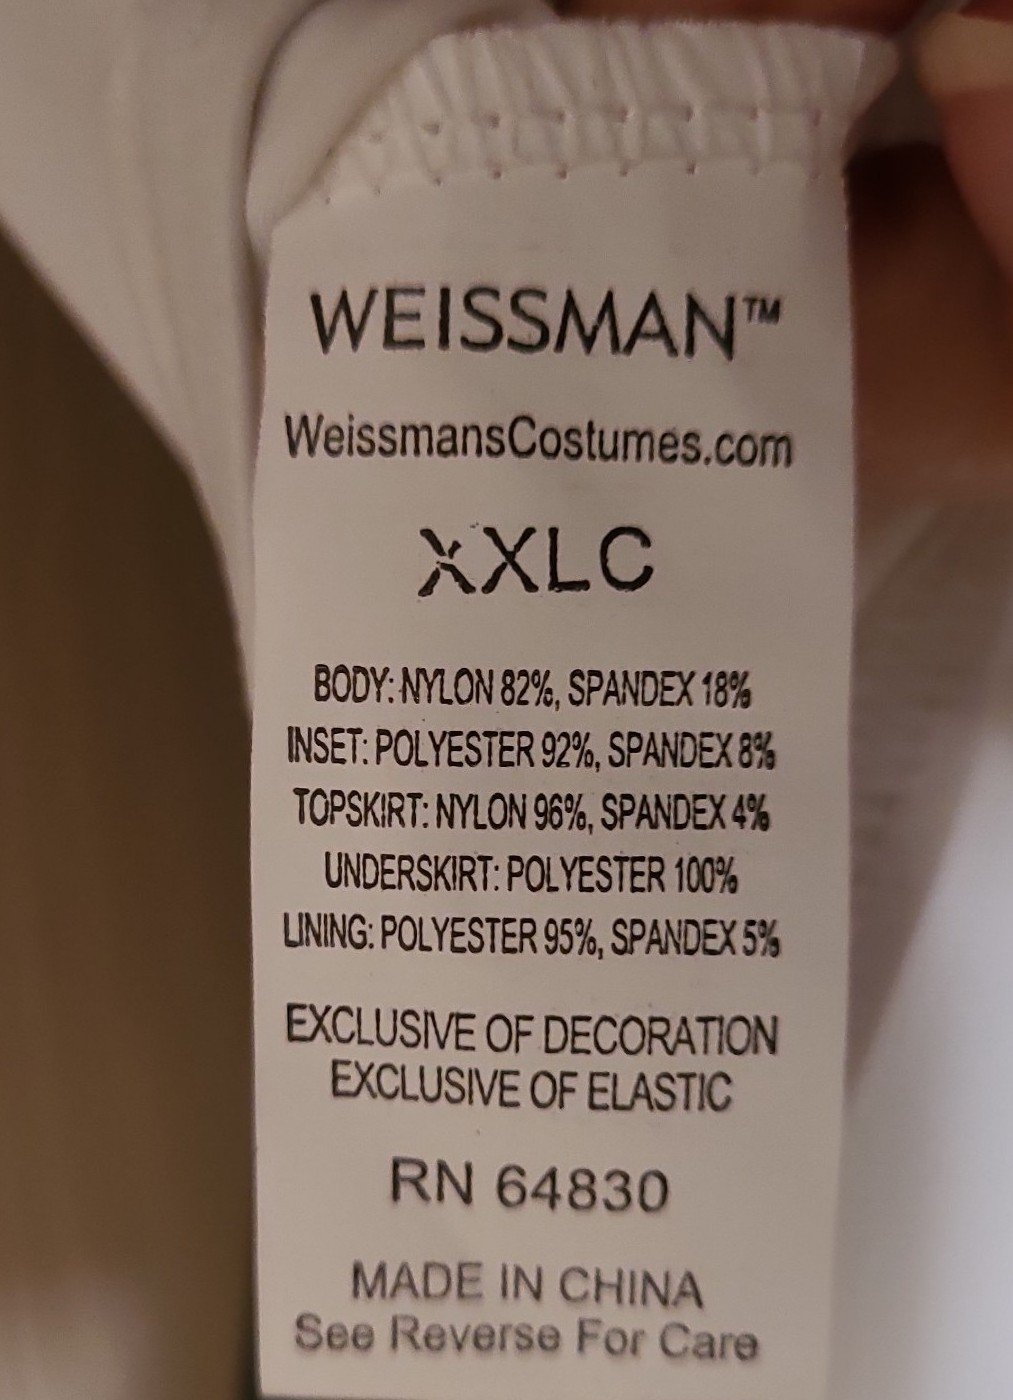 WEISSMAN™
WeissmansCostumes.com
XXLC
BODY: NYLON 82%, SPANDEX 18%
INSET: POLYESTER 92%, SPANDEX 8%
TOPSKIRT: NYLON 96%, SPANDEX 4%
UNDERSKIRT: POLYESTER 100%
LINING: POLYESTER 95%, SPANDEX 5%
EXCLUSIVE OF DECORATION
EXCLUSIVE OF ELASTIC
RN 64830
MADE IN CHINA
See Reverse For Care